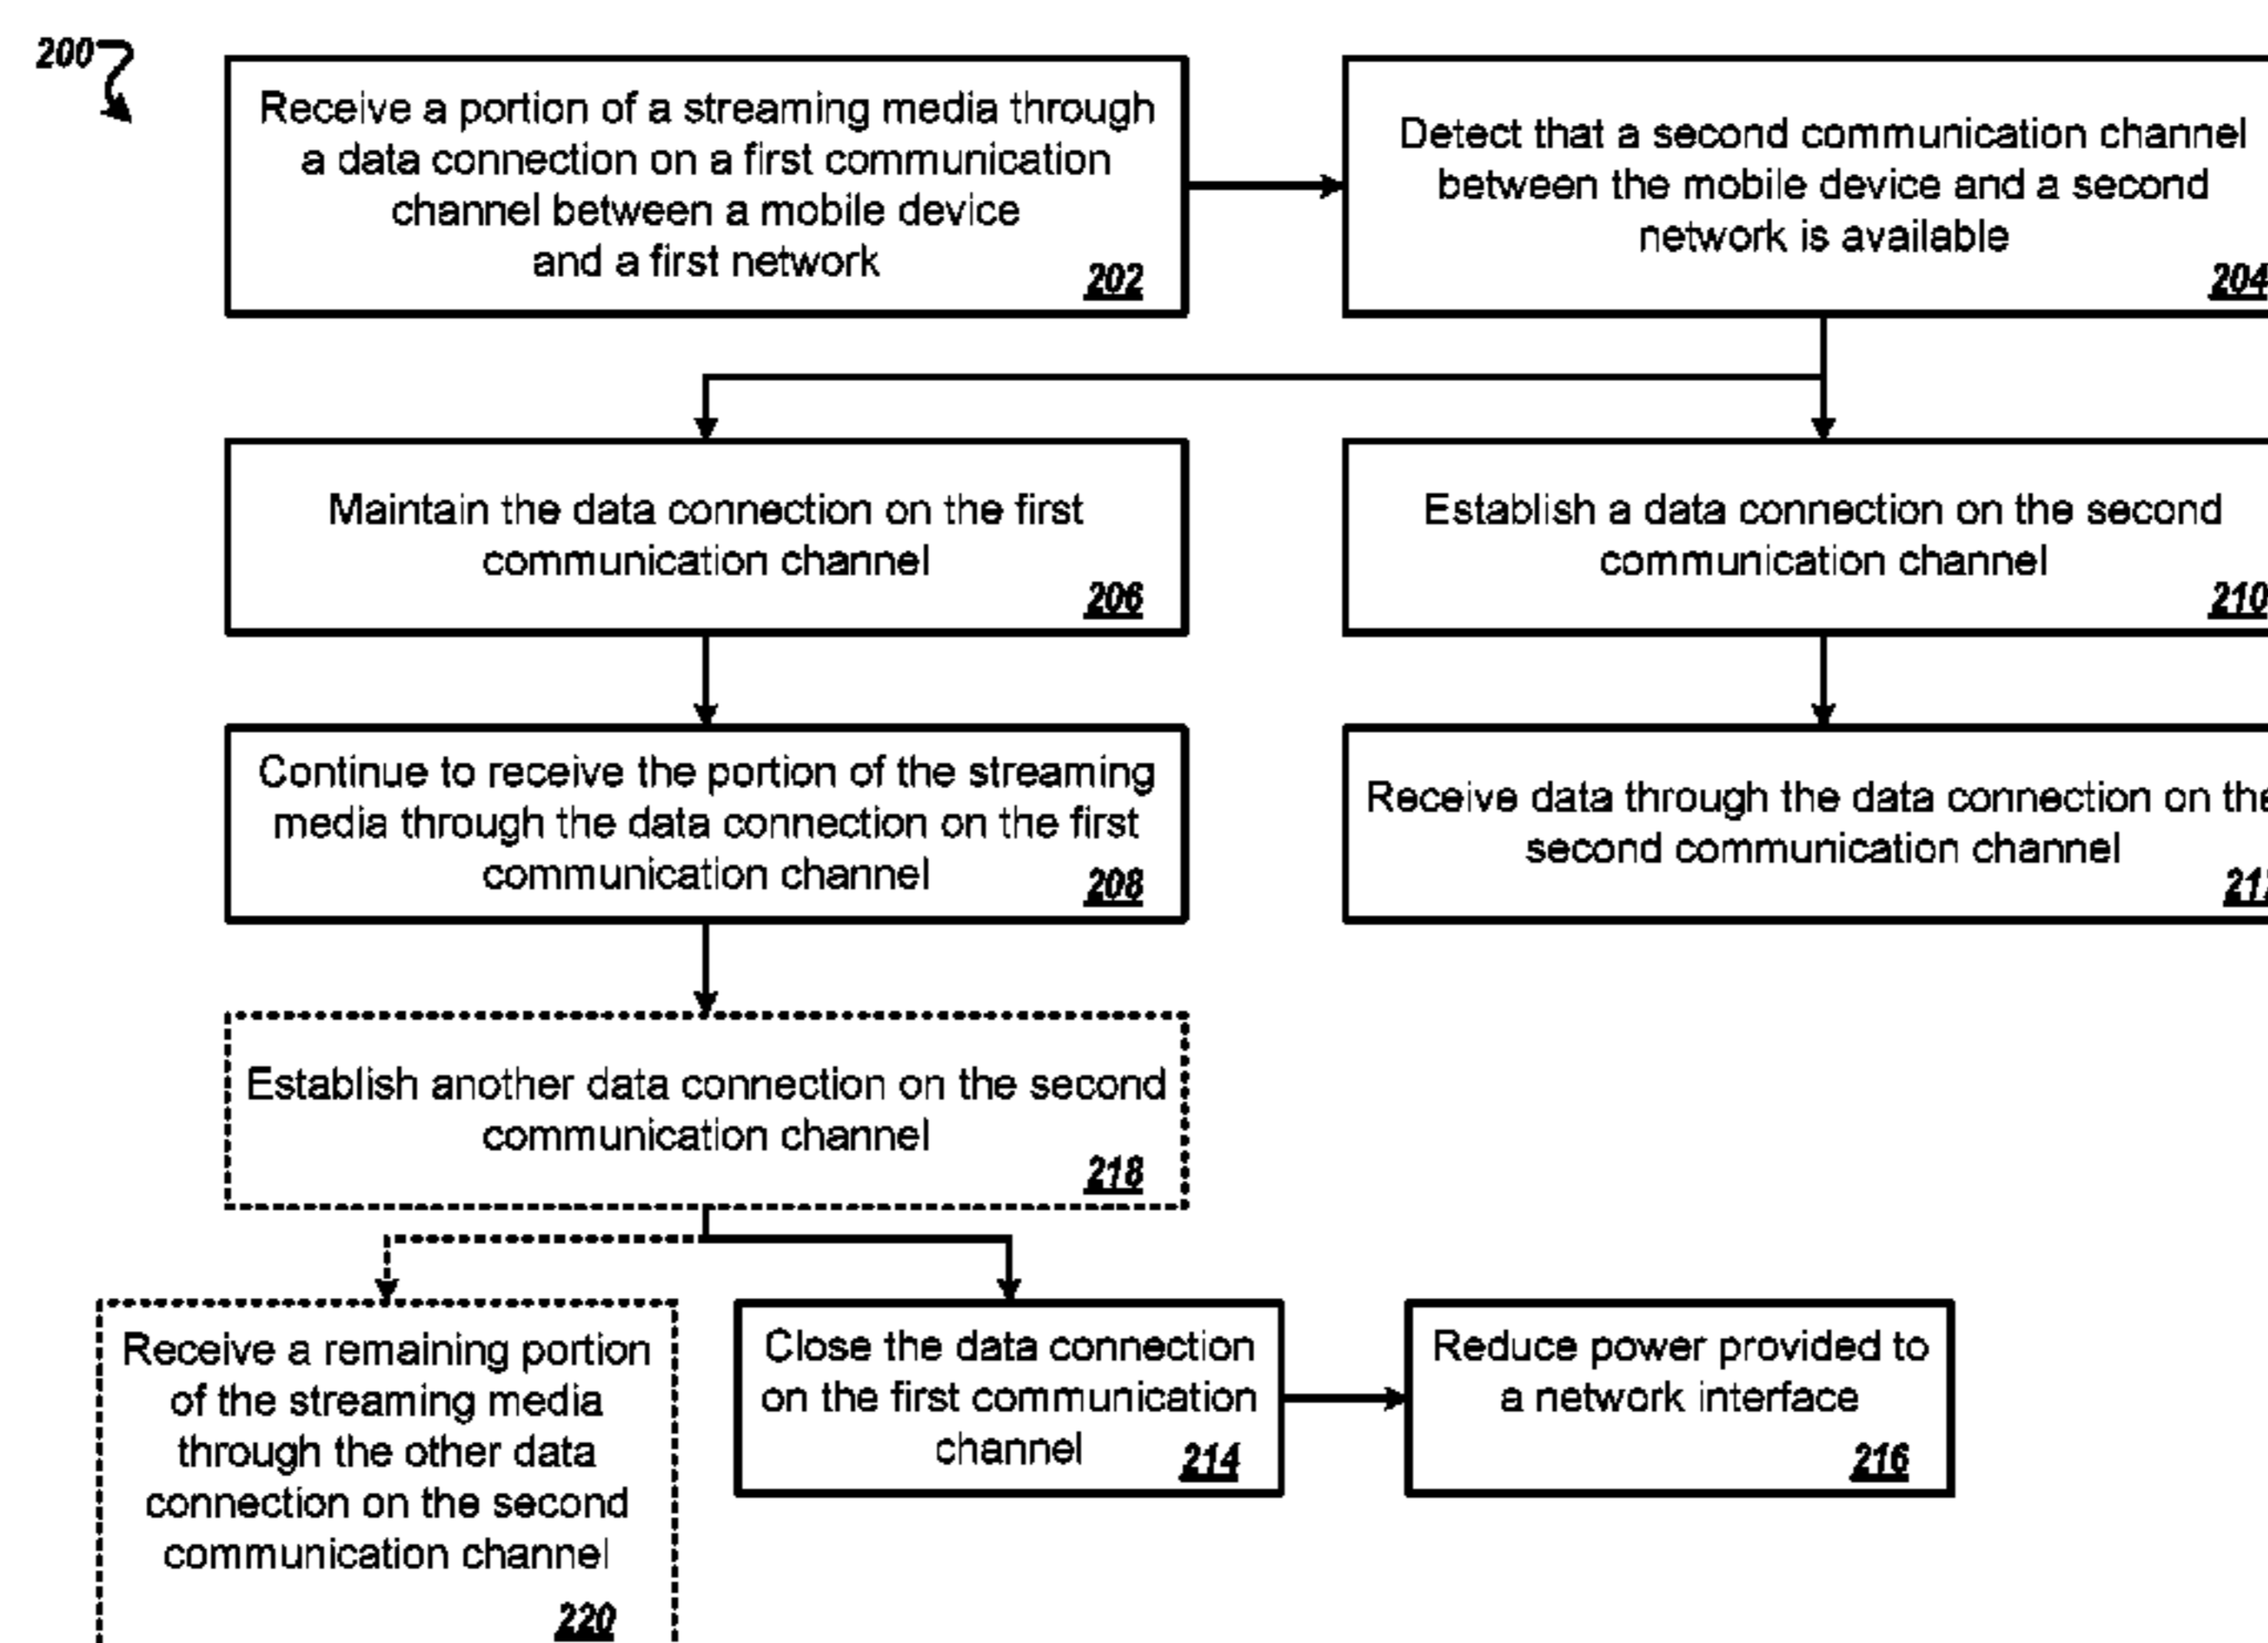 200
Receive a portion of a streaming media through
a data connection on a first communication
channel between a mobile device
and a first network
202
Detect that a second communication channel
between the mobile device and a second
network is available
204
Maintain the data connection on the first
communication channel
206
Establish a data connection on the second
communication channel
210
Continue to receive the portion of the streaming
media through the data connection on the first
communication channel
208
Receive data through the data connection on the
second communication channel
Establish another data connection on the second
communication channel
218
Receive a remaining portion
of the streaming media
through the other data
connection on the second
communication channel
220
Close the data connection
on the first communication
channel
214
Reduce power provided to
a network interface
216